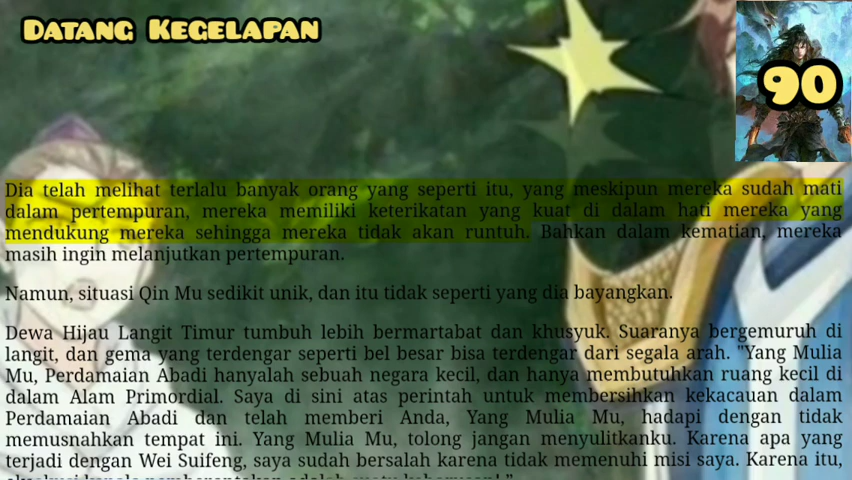 Datang Kegelapan
90
Dia telah melihat terlalu banyak orang yang seperti itu, yang meskipun mereka sudah mati
dalam pertempuran, mereka memiliki keterikatan yang kuat di dalam hati mereka yang
mendukung mereka sehingga mereka tidak akan runtuh. Bahkan dalam kematian, mereka
masih ingin melanjutkan pertempuran.
Namun, situasi Qin Mu sedikit unik, dan itu tidak seperti yang dia bayangkan.
Dewa Hijau Langit Timur tumbuh lebih bermartabat dan khusyuk. Suaranya bergemuruh di
langit, dan gema yang terdengar seperti bel besar bisa terdengar dari segala arah. "Yang Mulia
Mu, Perdamaian Abadi hanyalah sebuah negara kecil, dan hanya membutuhkan ruang kecil di
dalam Alam Primordial. Saya di sini atas perintah untuk membersihkan kekacauan dalam
Perdamaian Abadi dan telah memberi Anda, Yang Mulia Mu, hadapi dengan tidak
memusnahkan tempat ini. Yang Mulia Mu, tolong jangan menyulitkanku. Karena apa yang
terjadi dengan Wei Suifeng, saya sudah bersalah karena tidak memenuhi misi saya. Karena itu,